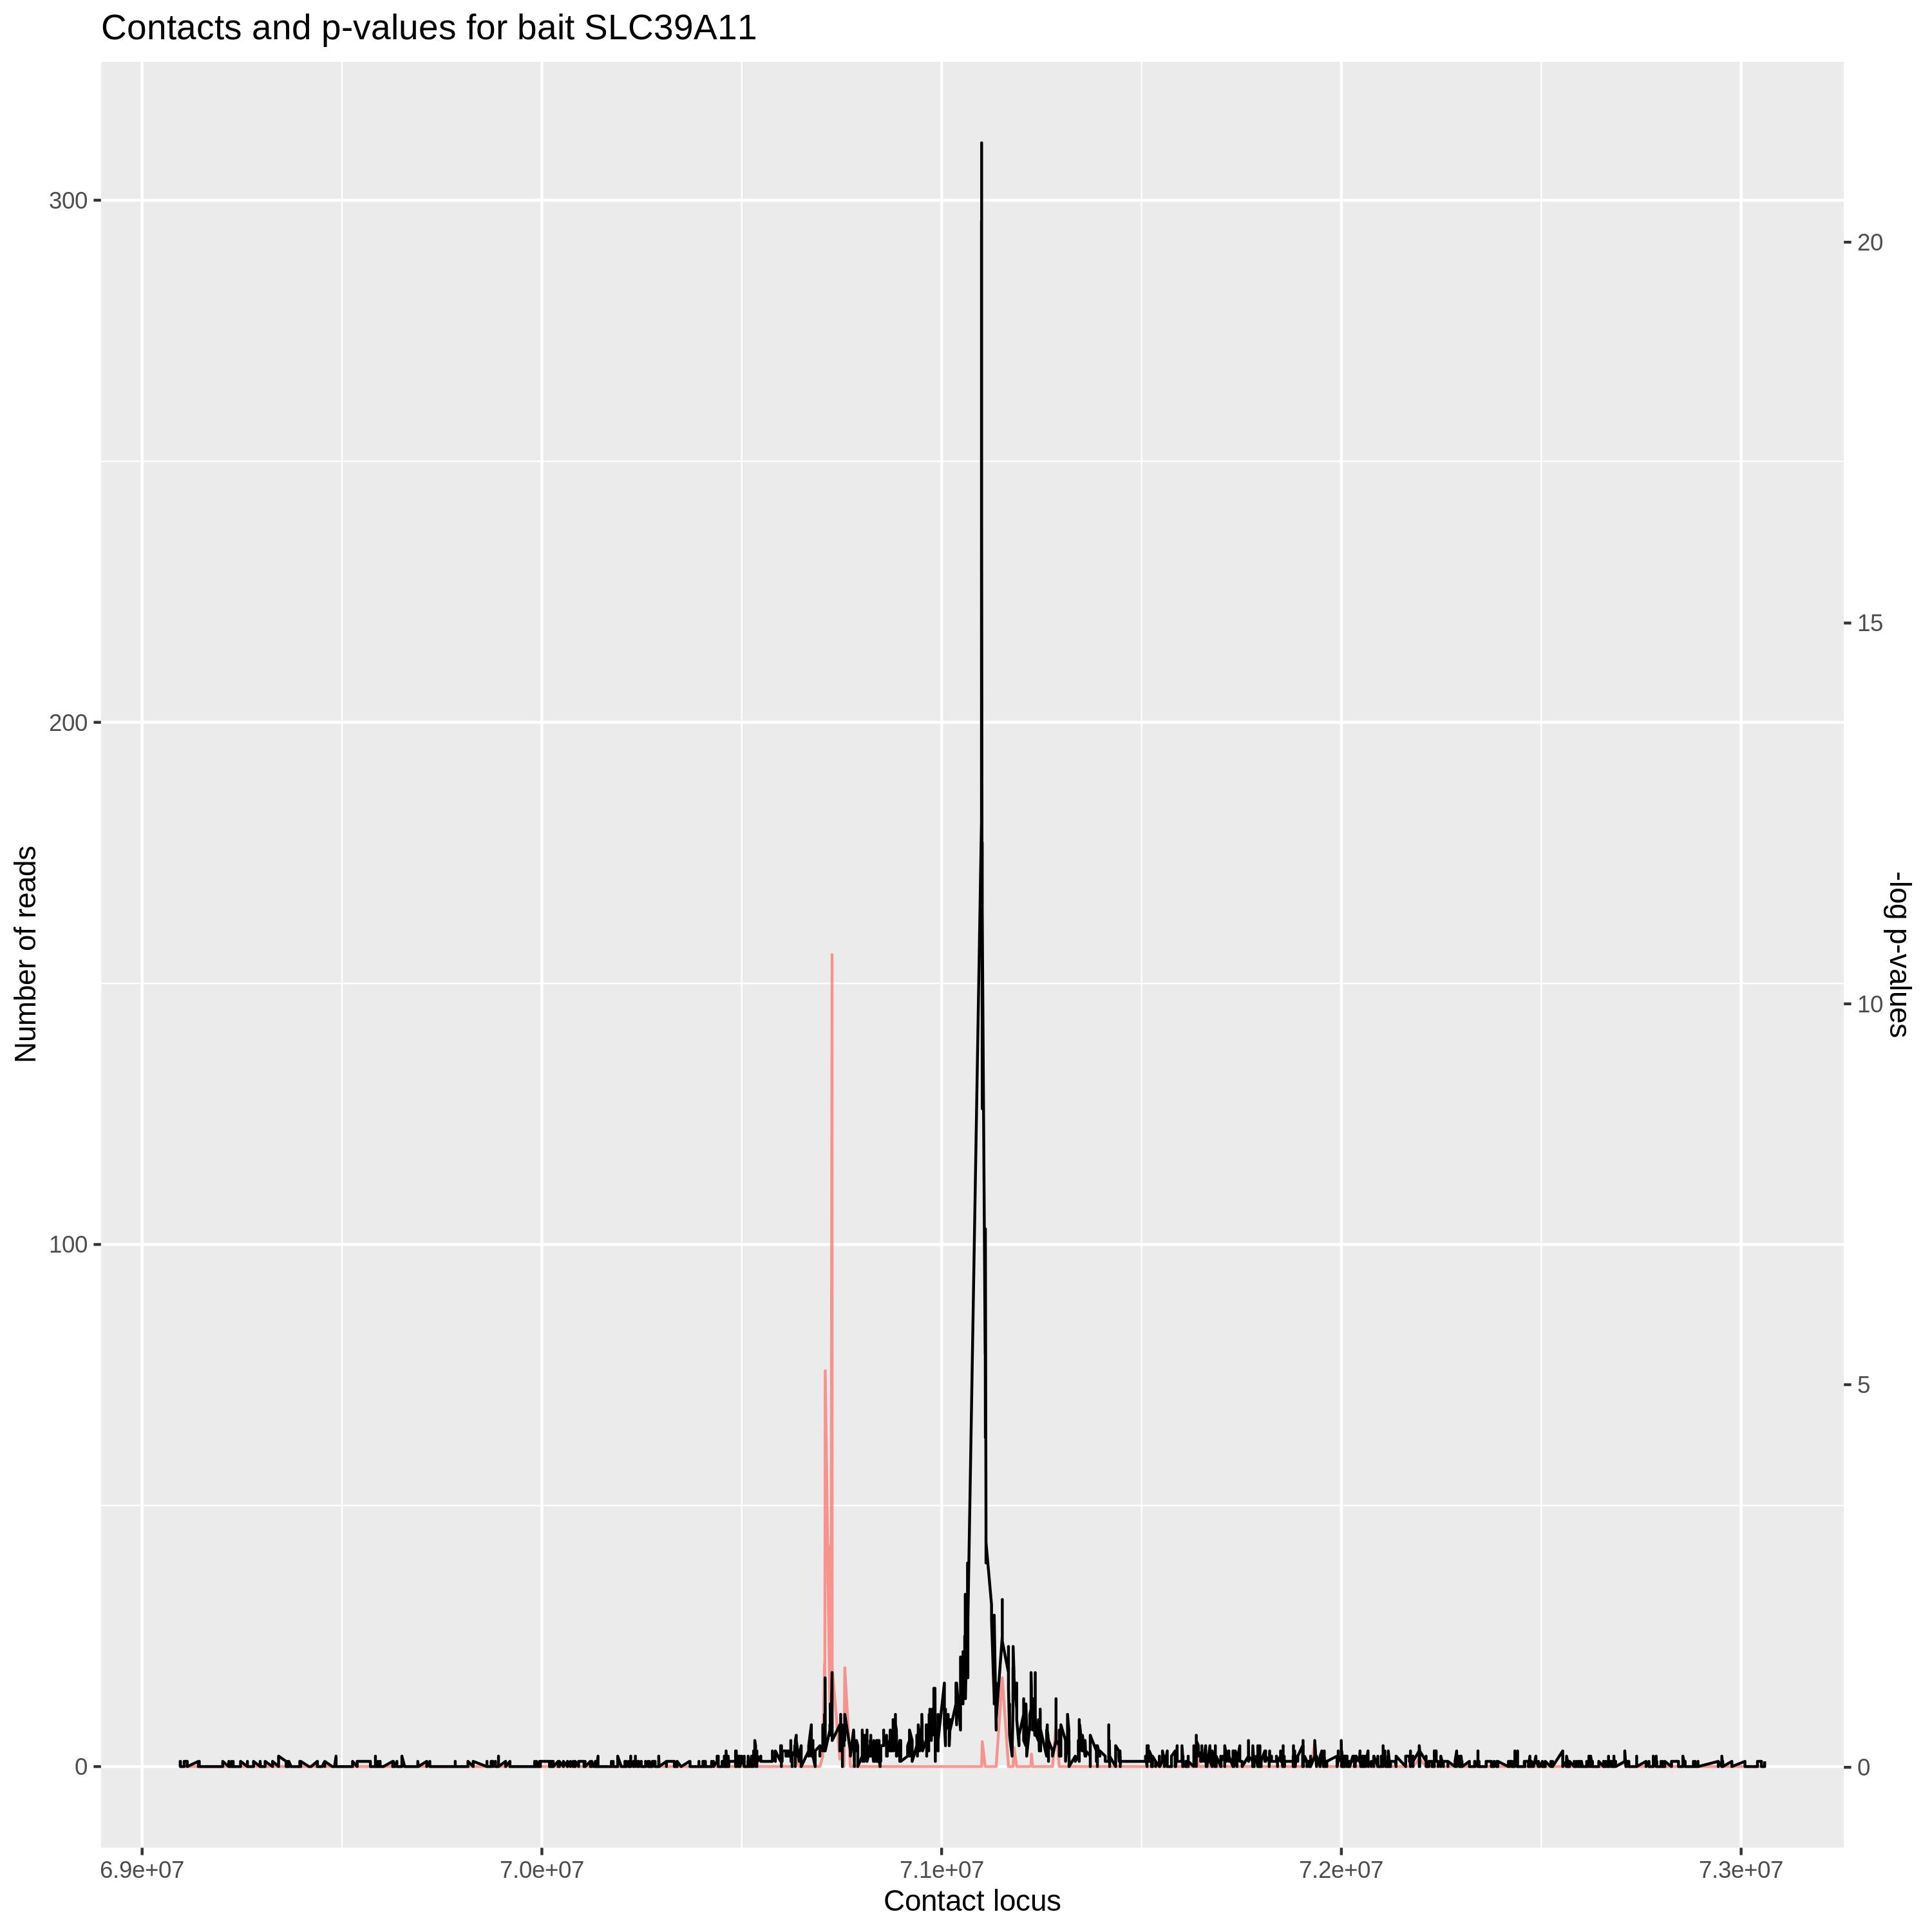 Contacts and p-values for bait SLC39A11
300
200
100
0
Number of reads
20
15
10
5
0
-log p-values
6.9e+07 7.0e+07 7.1e+07 7.2e+07 7.3e+07
Contact locus